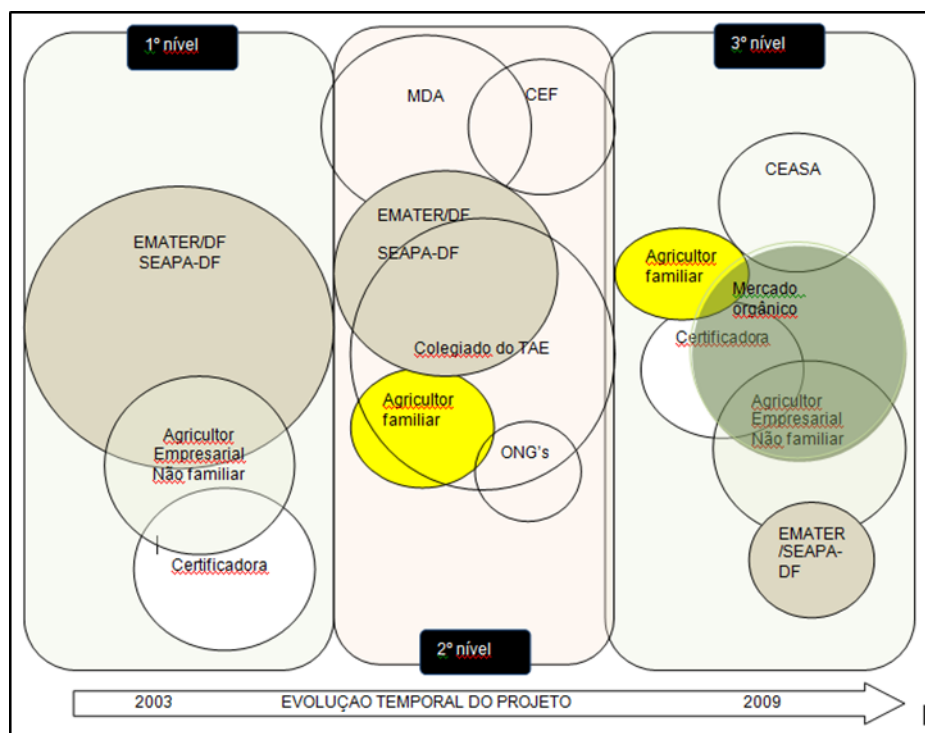 1º nível
EMATER/DF
SEAPA-DF
Agricultor
Empresarial
Não familiar
Certificadora
MDA
CEF
EMATER/DF
SEAPA-DF
Colegiado do TAE
Agricultor
familiar
ONG's
2º nível
3º nível
CEASA
Agricultor
familiar
Mercado
orgânico
Certificadora
Agricultor
Empresarial
Não familiar
EMATER
/SEAPA-
DF
2003
EVOLUÇAO TEMPORAL DO PROJETO
2009